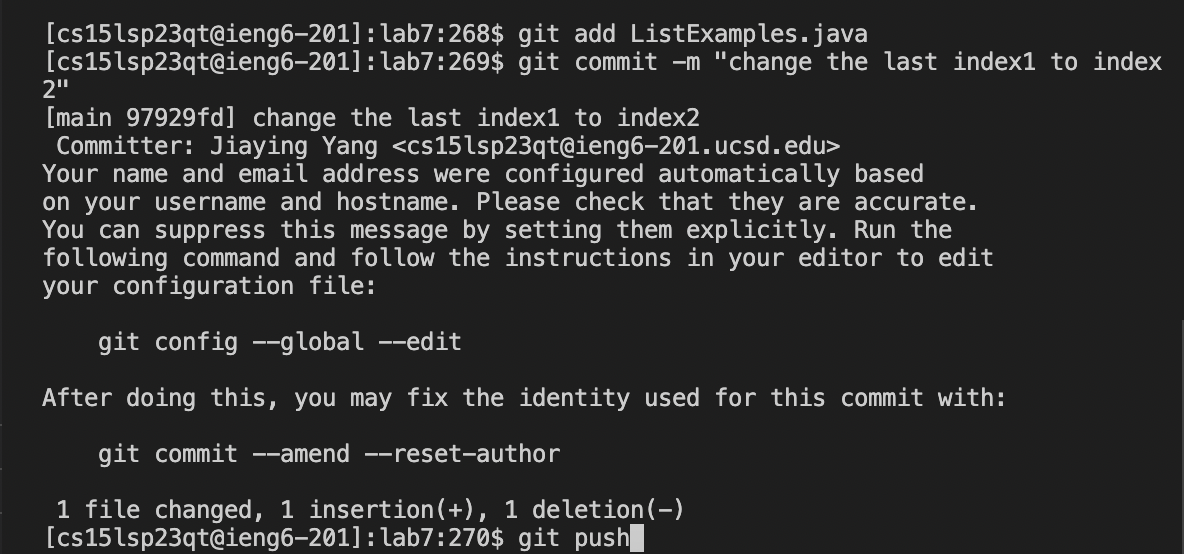 [cs15lsp23qt@ieng6-201]:lab7:268$ git add ListExamples.java
[cs15lsp23qt@ieng6-201]:lab7:269$ git commit -m "change the last index1 to index
2"
[main 97929fd] change the last index1 to index2
 Committer: Jiaying Yang <cs15lsp23qt@ieng6-201.ucsd.edu>
Your name and email address were configured automatically based
on your username and hostname. Please check that they are accurate.
You can suppress this message by setting them explicitly. Run the
following command and follow the instructions in your editor to edit
your configuration file:

    git config --global --edit

After doing this, you may fix the identity used for this commit with:

    git commit --amend --reset-author

 1 file changed, 1 insertion(+), 1 deletion(-)
[cs15lsp23qt@ieng6-201]:lab7:270$ git push